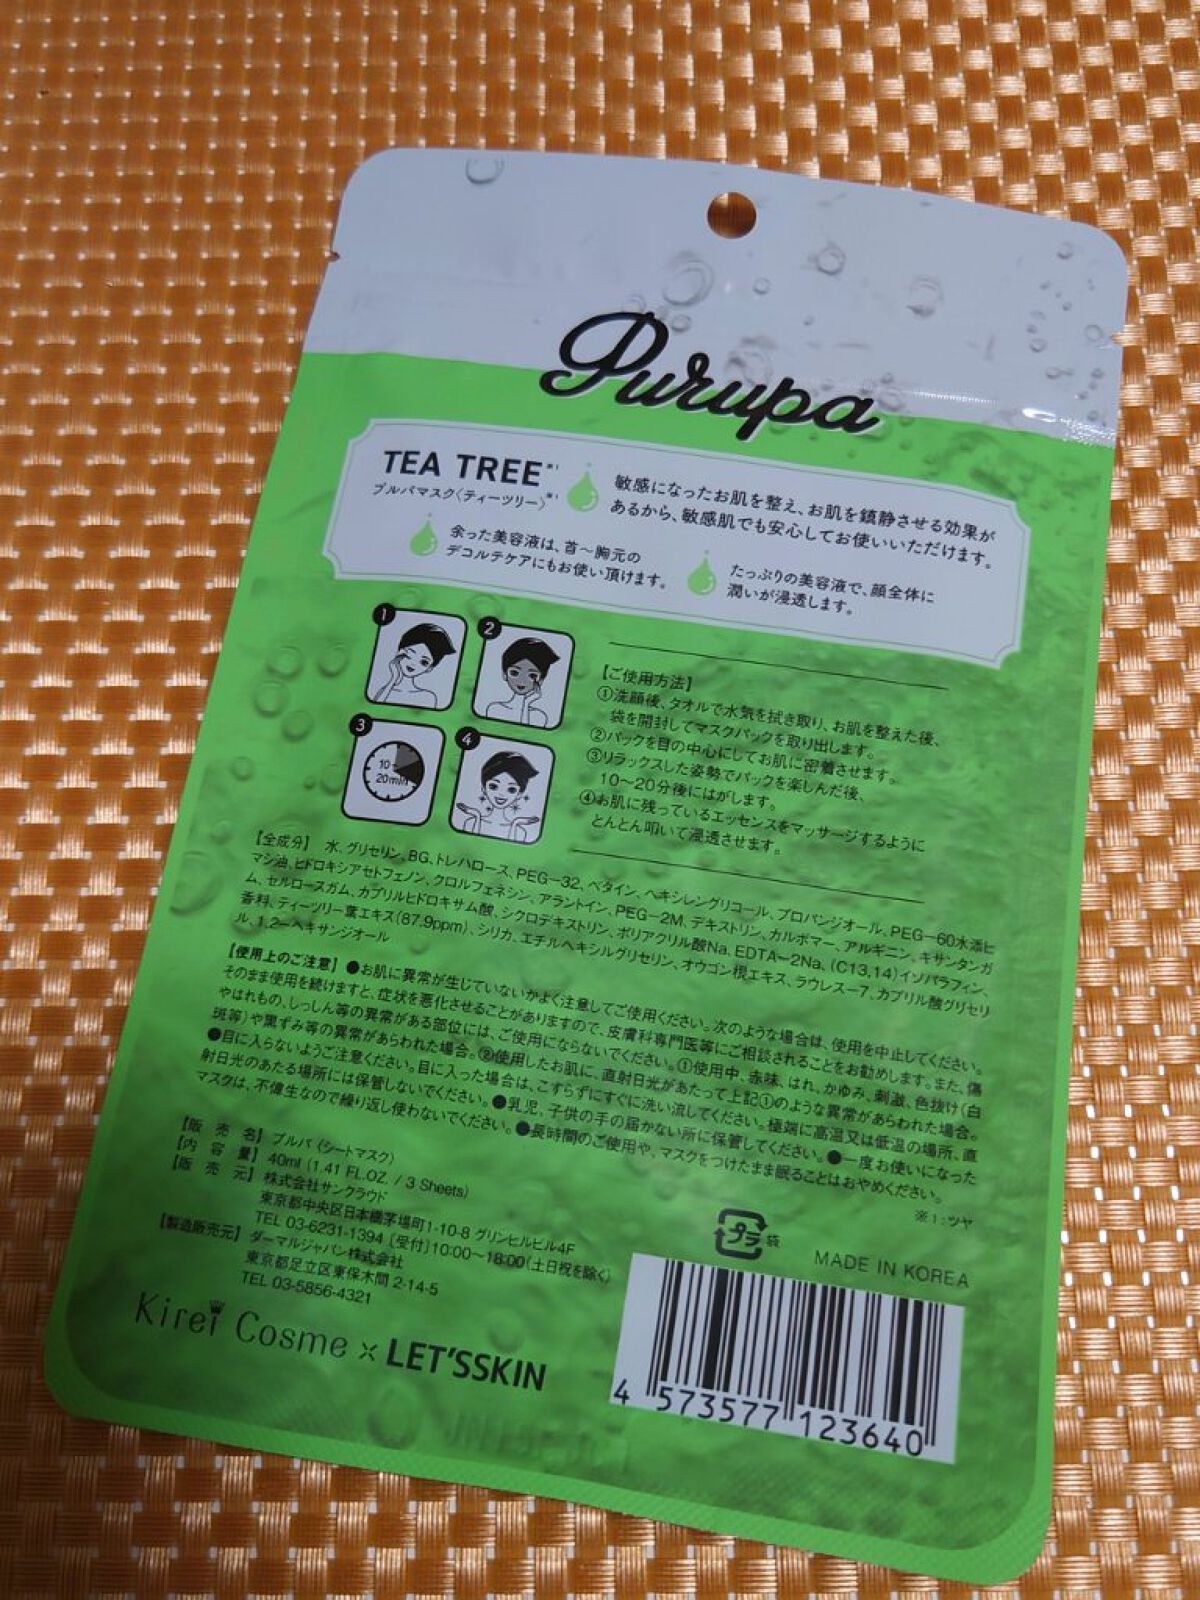 Purupa
TEA TREE※1
プルパマスク〈ティーツリー〉※1
敏感になったお肌を整え、お肌を鎮静させる効果が
あるから、敏感肌でも安心してお使いいただけます。
余った美容液は、首〜胸元の
デコルテケアにもお使い頂けます。
たっぷりの美容液で、顔全体に
潤いが浸透します。
1
2
3
10-
20min
4
【ご使用方法】
①洗顔後、タオルで水気を拭き取り、お肌を整えた後、
袋を開封してマスクパックを取り出します。
②パックを目の中心にしてお肌に密着させます。
③リラックスした姿勢でパックを楽しんだ後、
10〜20分後にはがします。
④お肌に残っているエッセンスをマッサージするように
とんとん叩いて浸透させます。
【全成分】 水、グリセリン、BG、トレハロース、PEG-32、ベタイン、ヘキシレングリコール、プロパンジオール、PEG-60水添ヒ
マシ油、ヒドロキシアセトフェノン、クロルフェネシン、アラントイン、PEG-2M、デキストリン、カルボマー、アルギニン、キサンタンガ
ム、セルロースガム、カプリルヒドロキサム酸、シクロデキストリン、ポリアクリル酸Na、EDTA-2Na、(C13,14)イソパラフィン、
香料、ティーツリー葉エキス(87.9ppm)、シリカ、エチルヘキシルグリセリン、オウゴン根エキス、ラウレス-7、カプリル酸グリセリ
ル、1,2-ヘキサンジオール
【使用上のご注意】●お肌に異常が生じていないかよく注意してご使用ください。次のような場合は、使用を中止してください。
そのまま使用を続けますと、症状を悪化させることがありますので、皮膚科専門医等にご相談されることをお勧めします。また、傷
やはれもの、しっしん等の異常がある部位には、ご使用にならないでください。①使用中、赤味、はれ、かゆみ、刺激、色抜け(白
斑等)や黒ずみ等の異常があらわれた場合。②使用したお肌に、直射日光があたって上記①のような異常があらわれた場合。
●目に入らないようご注意ください。目に入った場合は、こすらずにすぐに洗い流してください。極端に高温又は低温の場所、直
射日光のあたる場所には保管しないでください。●乳児、子供の手の届かない所に保管してください。●一度お使いになった
マスクは、不衛生なので繰り返し使わないでください。●長時間のご使用や、マスクをつけたまま眠ることはおやめください。
※1:ツヤ
【販売名】プルパ〈シートマスク〉
【内容量】40ml (1.41 FL.OZ. / 3 Sheets)
【販売元】株式会社サンクラウド
東京都中央区日本橋茅場町1-10-8 グリンヒルビル4F
TEL 03-6231-1394 [受付]10:00〜18:00(土日祝を除く)
【製造販売元】ダーマルジャパン株式会社
東京都足立区東保木間 2-14-5
TEL 03-5856-4321
プラ 袋
MADE IN KOREA
Kirei Cosme × LET'SSKIN
4 573577 123640